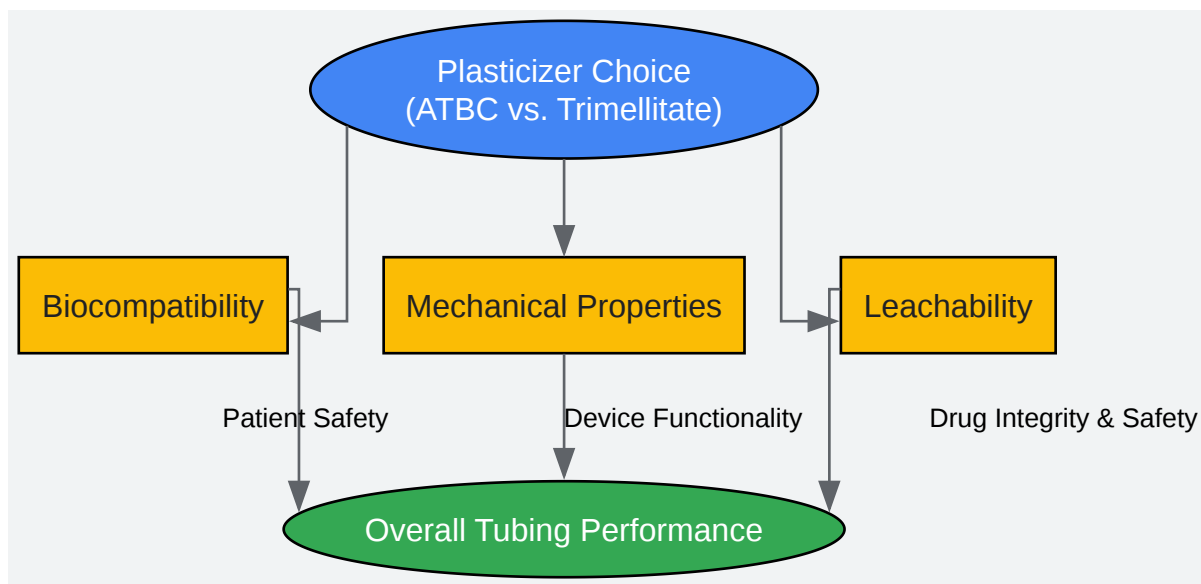 Plasticizer Choice
(ATBC vs. Trimellitate)
Biocompatibility
Mechanical Properties
Leachability
Patient Safety
Device Functionality
Drug Integrity & Safety
Overall Tubing Performance